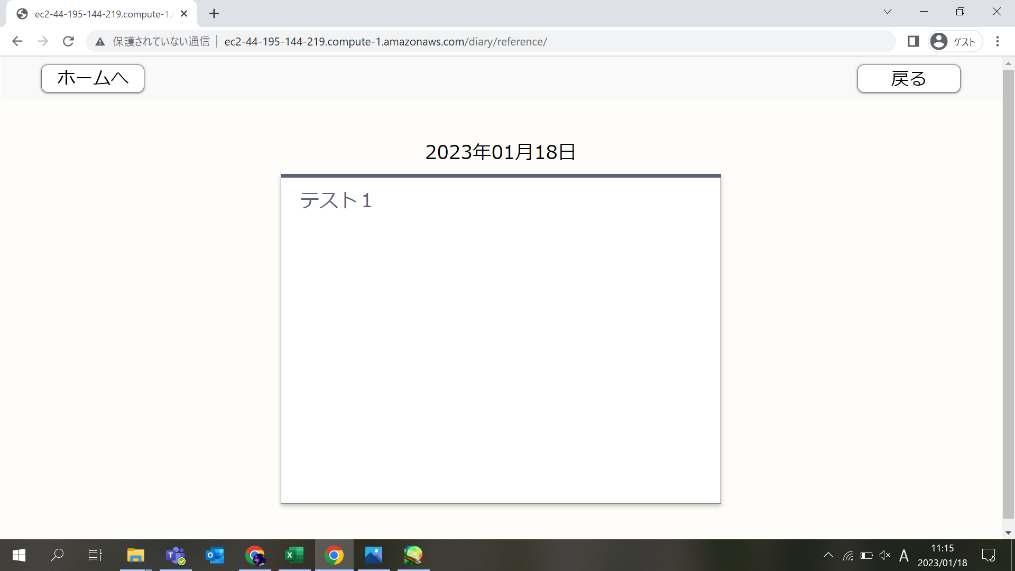 ec2-44-195-144-219.compute-1.a
保護されていない通信 | ec2-44-195-144-219.compute-1.amazonaws.com/diary/reference/
ゲスト
ホームへ
戻る
2023年01月18日
テスト１
A
11:15
2023/01/18